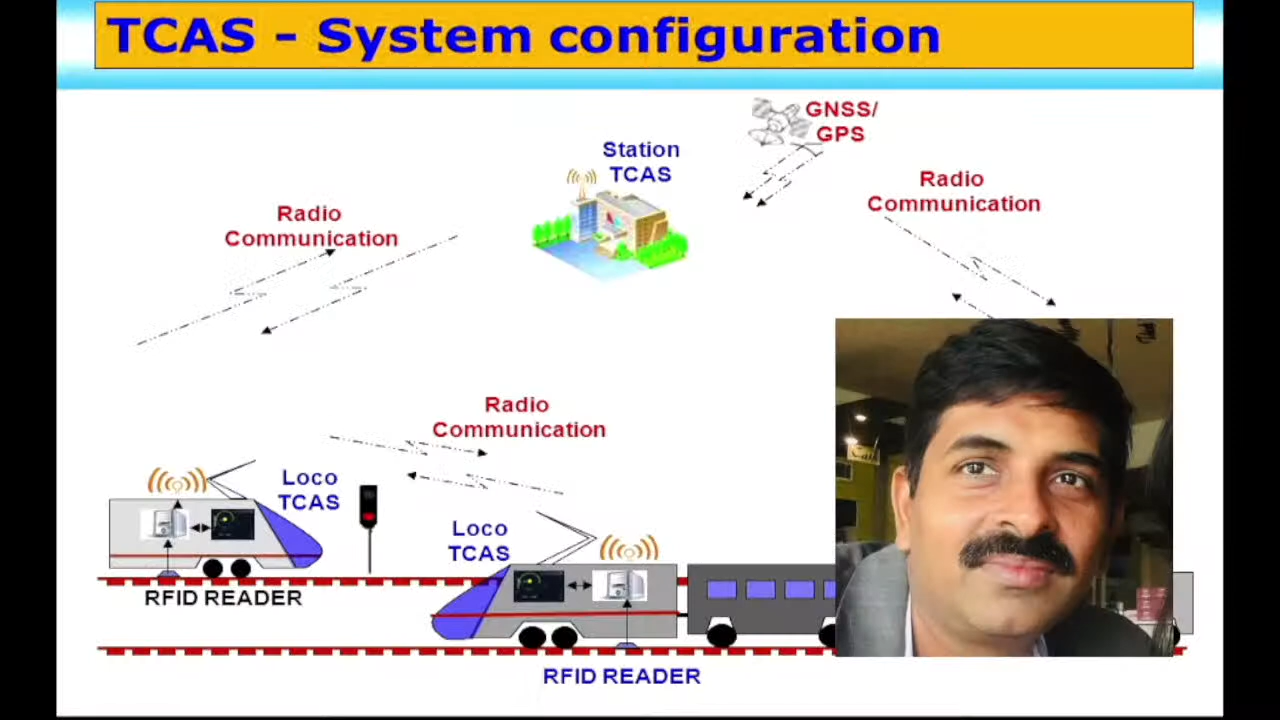 TCAS - System configuration
GNSS/
GPS
Station
TCAS
Radio
Communication
Radio
Communication
Radio
Communication
Loco
TCAS
Loco
TCAS
RFID READER
RFID READER